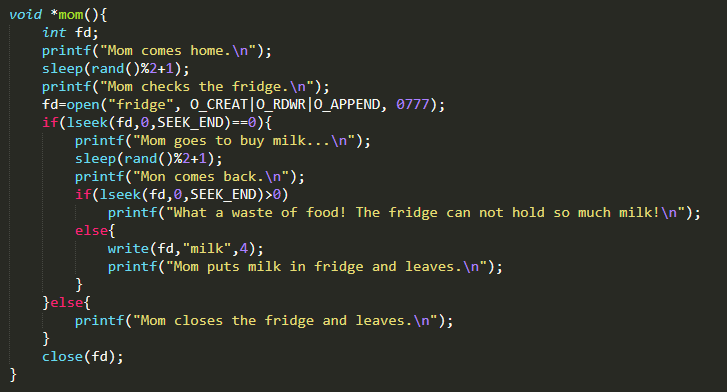 void *mom(){
    int fd;
    printf("Mom comes home.\n");
    sleep(rand()%2+1);
    printf("Mom checks the fridge.\n");
    fd=open("fridge", O_CREAT|O_RDWR|O_APPEND, 0777);
    if(lseek(fd,0,SEEK_END)==0){
        printf("Mom goes to buy milk...\n");
        sleep(rand()%2+1);
        printf("Mon comes back.\n");
        if(lseek(fd,0,SEEK_END)>0)
            printf("What a waste of food! The fridge can not hold so much milk!\n");
        else{
            write(fd,"milk",4);
            printf("Mom puts milk in fridge and leaves.\n");
        }
    }else{
        printf("Mom closes the fridge and leaves.\n");
    }
    close(fd);
}